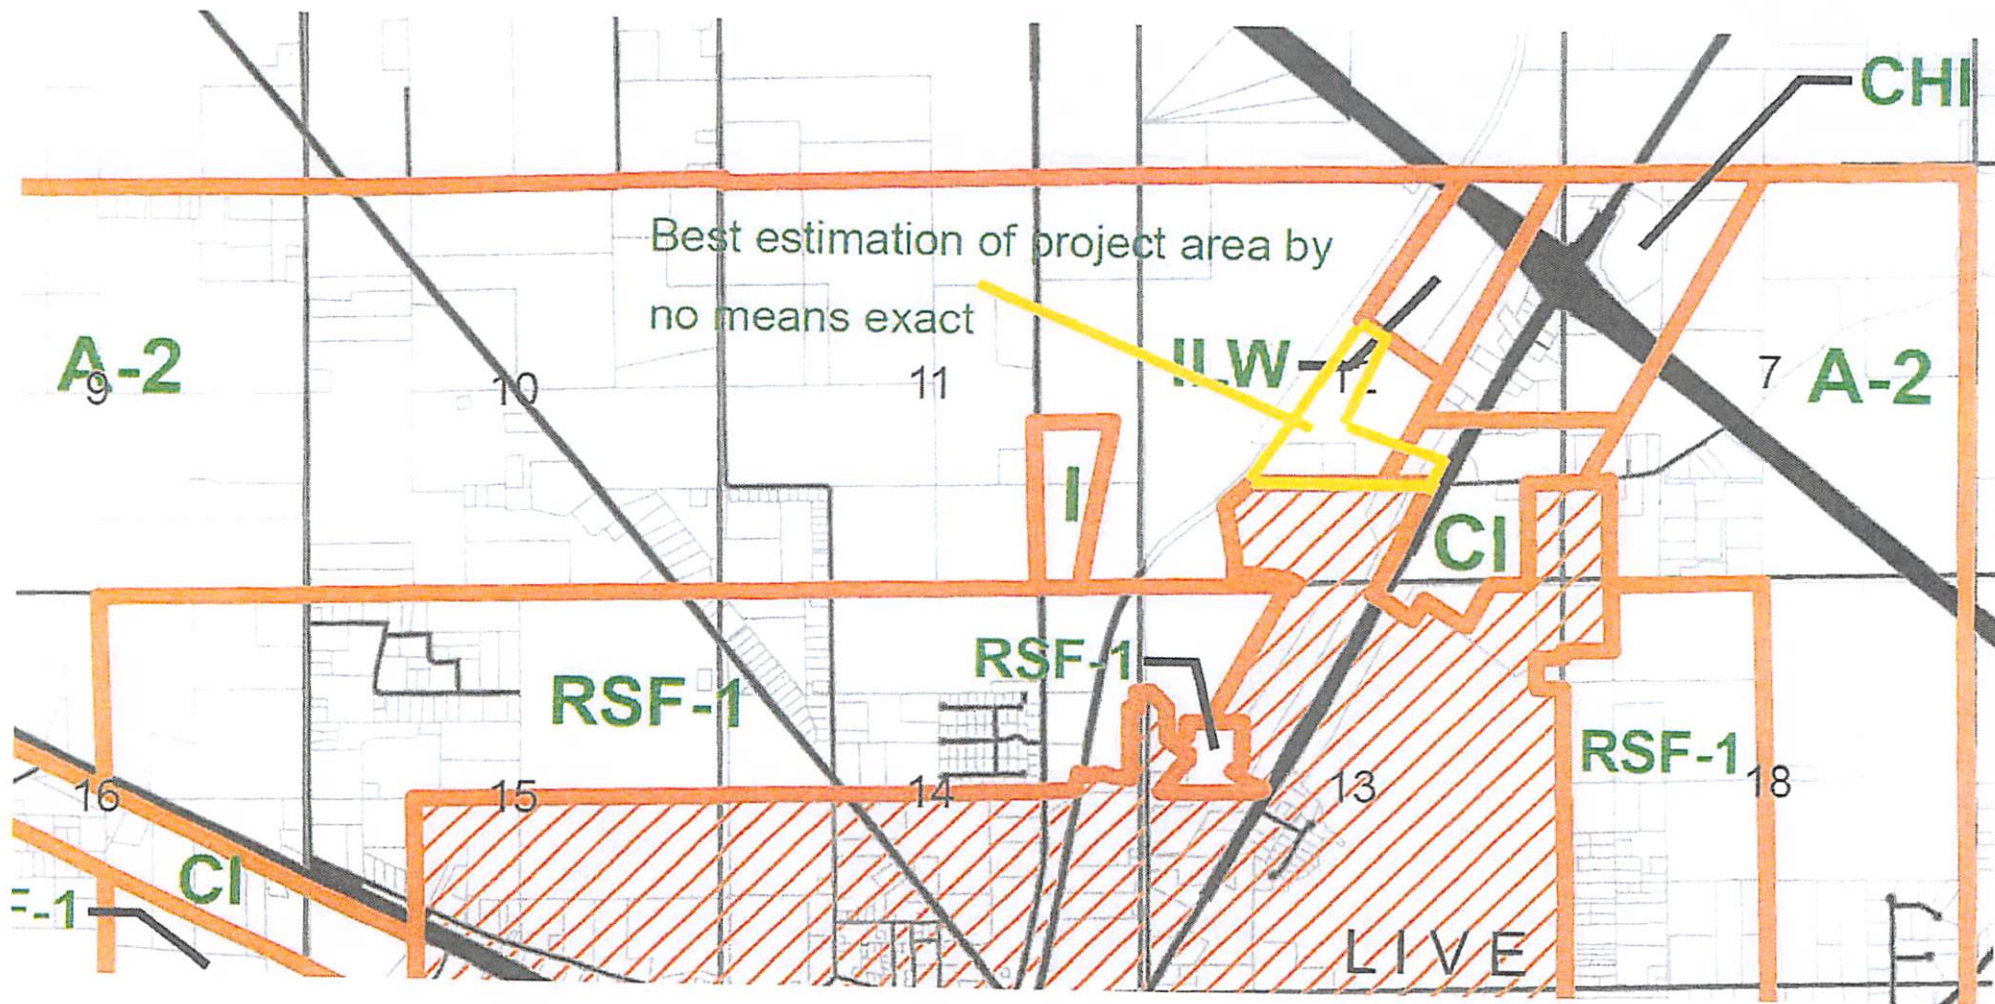 CHI
Best estimation of project area by
no means exact
A-2
9
10
11
ILW
7
A-2
I
CI
RSF-1
RSF-1
RSF-1
16
15
14
13
18
CI
F-1
LIVE